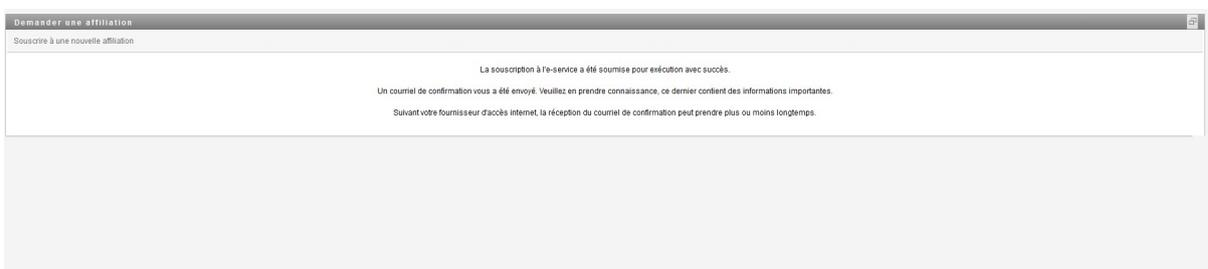 Demander une affiliation
Souscrire à une nouvelle affiliation
La souscription à l'e-service a été soumise pour exécution avec succès.
Un courriel de confirmation vous a été envoyé. Veuillez en prendre connaissance, ce dernier contient des informations importantes.
Suivant votre fournisseur d'accès internet, la réception du courriel de confirmation peut prendre plus ou moins longtemps.